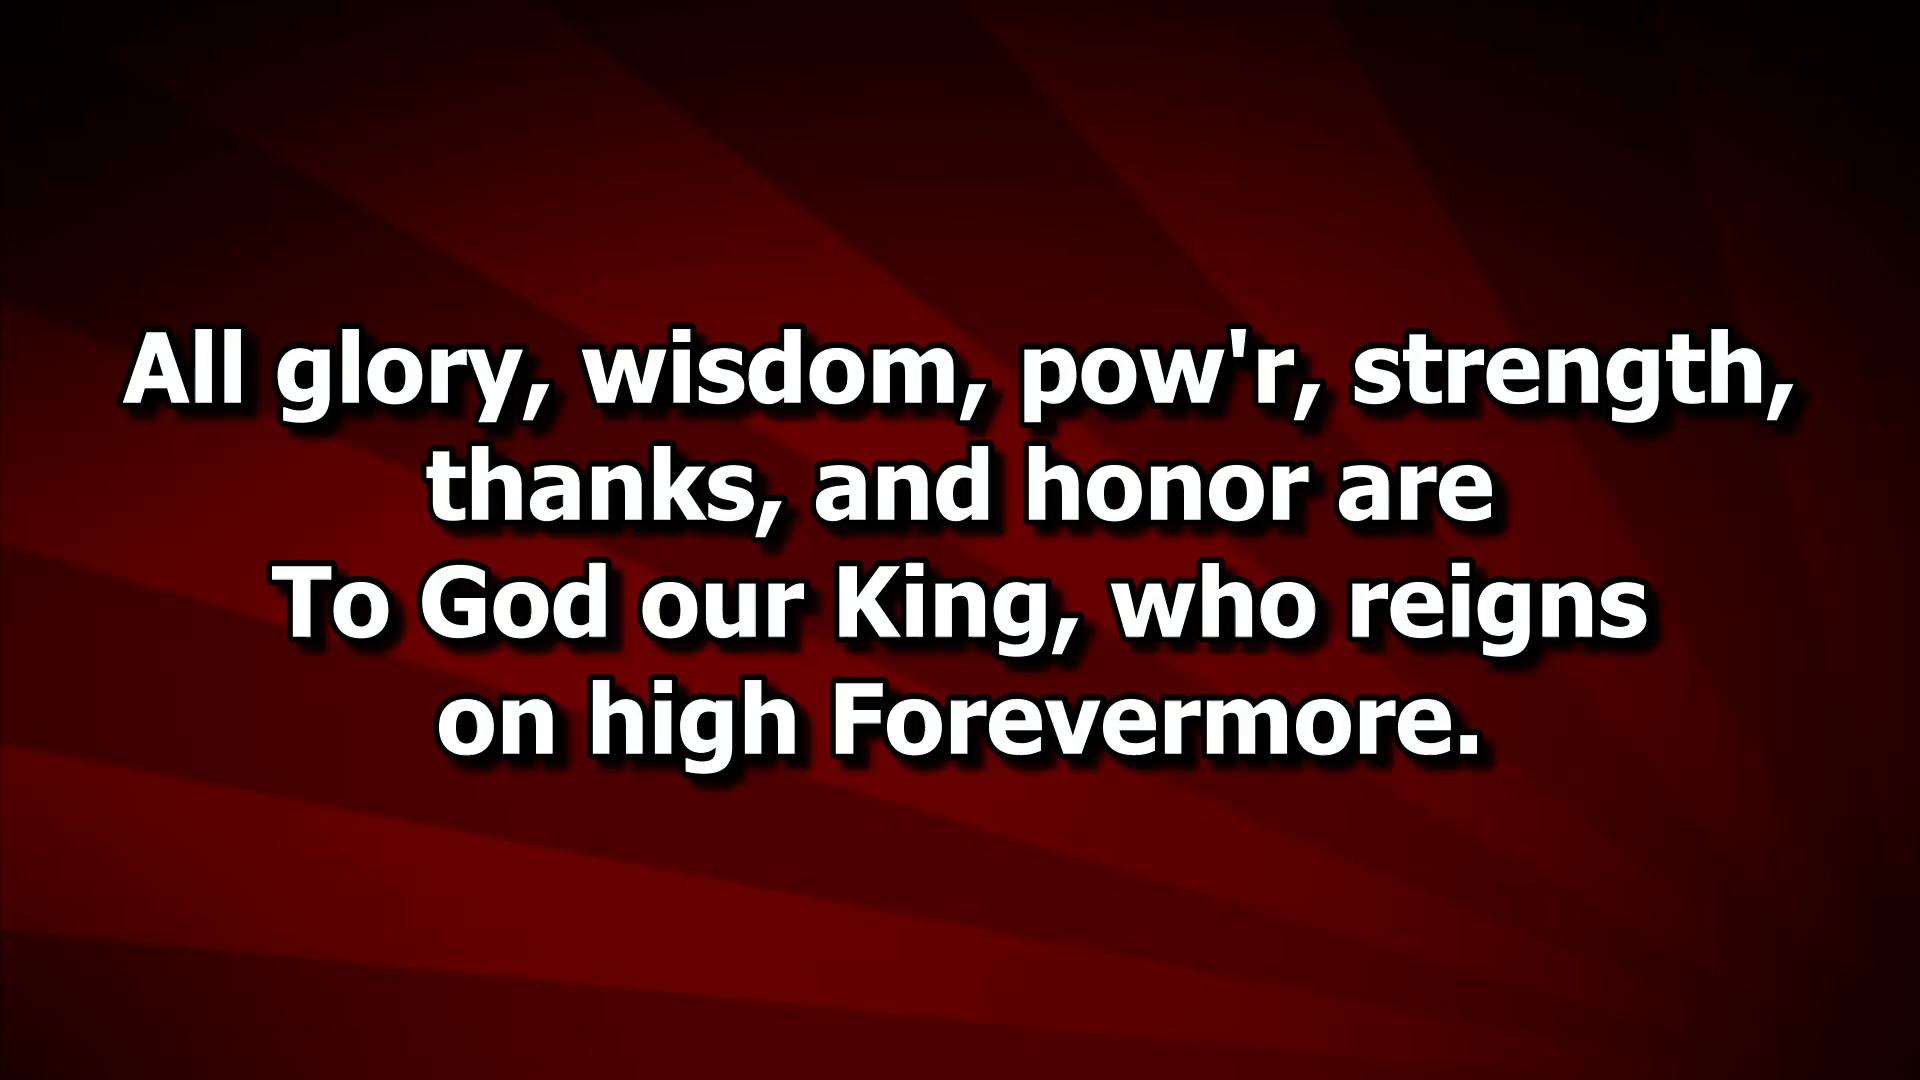 All glory, wisdom, pow'r, strength,
thanks, and honor are
To God our King, who reigns
on high Forevermore.